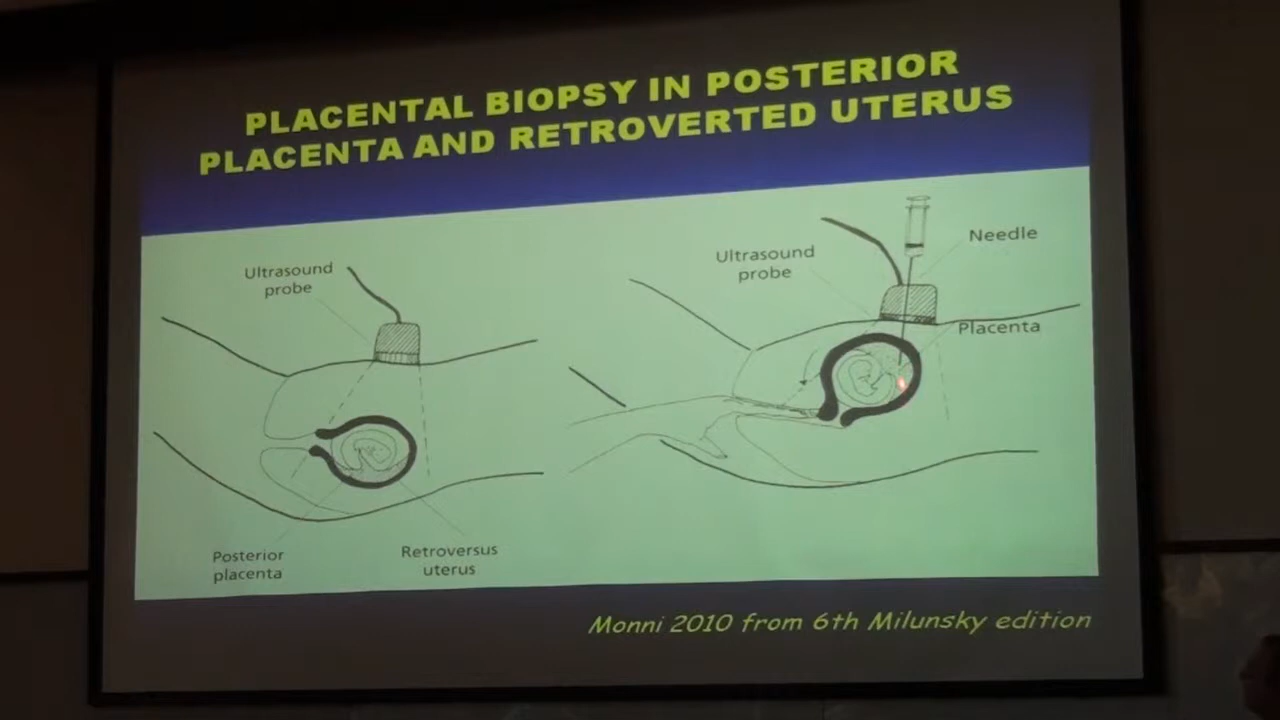 PLACENTAL BIOPSY IN POSTERIOR
PLACENTA AND RETROVERTED UTERUS
Ultrasound
probe
Posterior
placenta
Retroversus
uterus
Ultrasound
probe
Needle
Placenta
Monni 2010 from 6th Milunsky edition